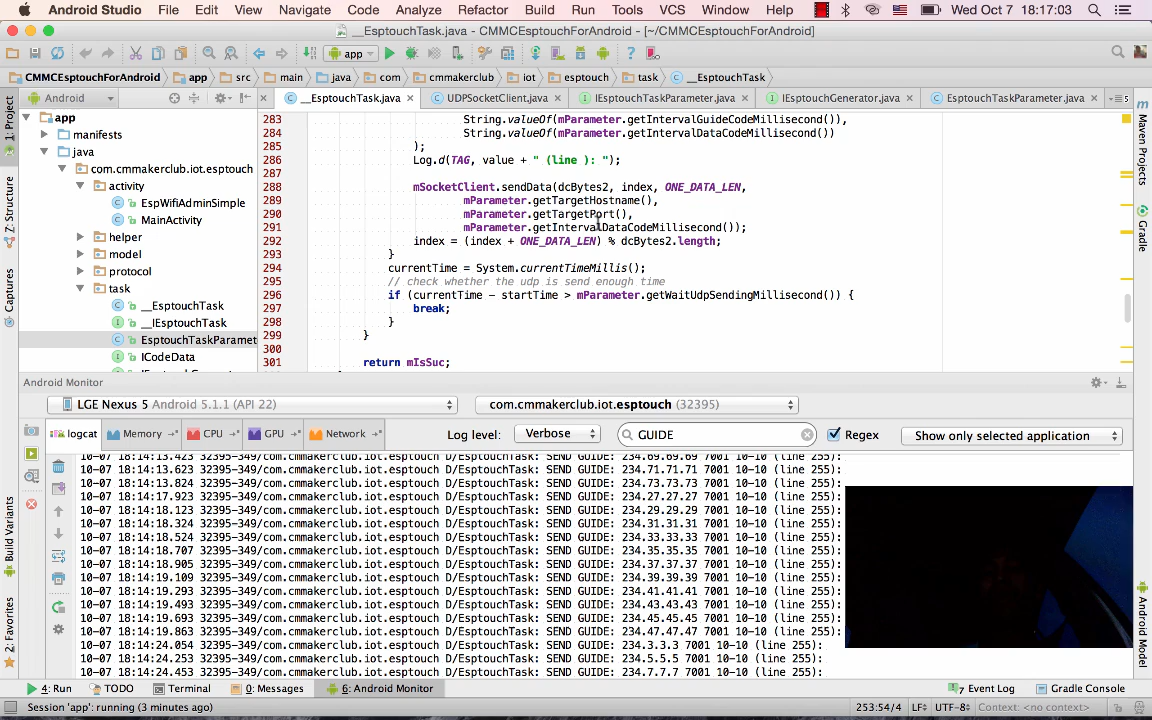 Android Studio File Edit View Navigate Code Analyze Refactor Build Run Tools VCS Window Help Wed Oct 7 18:17:03
__EsptouchTask.java - CMMCEsptouchForAndroid - [~/CMMCEsptouchForAndroid]
app
CMMCEsptouchForAndroid app src main java com cmmakerclub iot esptouch task __EsptouchTask
Android
__EsptouchTask.java UDPSocketClient.java IEsptouchTaskParameter.java IEsptouchGenerator.java EsptouchTaskParameter.java 5
1: Project
Z: Structure
Captures
Build Variants
2: Favorites
app
manifests
java
com.cmmakerclub.iot.esptouch
activity
EspWifiAdminSimple
MainActivity
helper
model
protocol
task
__EsptouchTask
__IEsptouchTask
EsptouchTaskParamet
ICodeData
283 String.valueOf(mParameter.getIntervalGuideCodeMillisecond()),
284 String.valueOf(mParameter.getIntervalDataCodeMillisecond())
285 );
286 Log.d(TAG, value + " (line ): ");
287
288 mSocketClient.sendData(dcBytes2, index, ONE_DATA_LEN,
289 mParameter.getTargetHostname(),
290 mParameter.getTargetPort(),
291 mParameter.getIntervalDataCodeMillisecond());
292 index = (index + ONE_DATA_LEN) % dcBytes2.length;
293 }
294 currentTime = System.currentTimeMillis();
295 // check whether the udp is send enough time
296 if (currentTime - startTime > mParameter.getWaitUdpSendingMillisecond()) {
297 break;
298 }
299 }
300
301 return mIsSuc;
Maven Projects
Gradle
Android Model
Android Monitor
LGE Nexus 5 Android 5.1.1 (API 22) com.cmmakerclub.iot.esptouch (32395)
logcat Memory CPU GPU Network Log level: Verbose GUIDE Regex Show only selected application
10-07 18:14:13.423 32395-349/com.cmmakerclub.iot.esptouch D/EsptouchTask: SEND GUIDE: 234.69.69.69 7001 10-10 (line 255):
10-07 18:14:13.623 32395-349/com.cmmakerclub.iot.esptouch D/EsptouchTask: SEND GUIDE: 234.71.71.71 7001 10-10 (line 255):
10-07 18:14:13.824 32395-349/com.cmmakerclub.iot.esptouch D/EsptouchTask: SEND GUIDE: 234.73.73.73 7001 10-10 (line 255):
10-07 18:14:17.923 32395-349/com.cmmakerclub.iot.esptouch D/EsptouchTask: SEND GUIDE: 234.27.27.27 7001 10-10 (line 255):
10-07 18:14:18.123 32395-349/com.cmmakerclub.iot.esptouch D/EsptouchTask: SEND GUIDE: 234.29.29.29 7001 10-10 (line 255):
10-07 18:14:18.324 32395-349/com.cmmakerclub.iot.esptouch D/EsptouchTask: SEND GUIDE: 234.31.31.31 7001 10-10 (line 255):
10-07 18:14:18.524 32395-349/com.cmmakerclub.iot.esptouch D/EsptouchTask: SEND GUIDE: 234.33.33.33 7001 10-10 (line 255):
10-07 18:14:18.707 32395-349/com.cmmakerclub.iot.esptouch D/EsptouchTask: SEND GUIDE: 234.35.35.35 7001 10-10 (line 255):
10-07 18:14:18.905 32395-349/com.cmmakerclub.iot.esptouch D/EsptouchTask: SEND GUIDE: 234.37.37.37 7001 10-10 (line 255):
10-07 18:14:19.109 32395-349/com.cmmakerclub.iot.esptouch D/EsptouchTask: SEND GUIDE: 234.39.39.39 7001 10-10 (line 255):
10-07 18:14:19.293 32395-349/com.cmmakerclub.iot.esptouch D/EsptouchTask: SEND GUIDE: 234.41.41.41 7001 10-10 (line 255):
10-07 18:14:19.493 32395-349/com.cmmakerclub.iot.esptouch D/EsptouchTask: SEND GUIDE: 234.43.43.43 7001 10-10 (line 255):
10-07 18:14:19.693 32395-349/com.cmmakerclub.iot.esptouch D/EsptouchTask: SEND GUIDE: 234.45.45.45 7001 10-10 (line 255):
10-07 18:14:19.863 32395-349/com.cmmakerclub.iot.esptouch D/EsptouchTask: SEND GUIDE: 234.47.47.47 7001 10-10 (line 255):
10-07 18:14:24.054 32395-349/com.cmmakerclub.iot.esptouch D/EsptouchTask: SEND GUIDE: 234.3.3.3 7001 10-10 (line 255):
10-07 18:14:24.253 32395-349/com.cmmakerclub.iot.esptouch D/EsptouchTask: SEND GUIDE: 234.5.5.5 7001 10-10 (line 255):
10-07 18:14:24.453 32395-349/com.cmmakerclub.iot.esptouch D/EsptouchTask: SEND GUIDE: 234.7.7.7 7001 10-10 (line 255):
4: Run TODO Terminal 0: Messages 6: Android Monitor 7 Event Log Gradle Console
Session 'app': running (3 minutes ago) 253:54/4 LF UTF-8 Context: <no context>